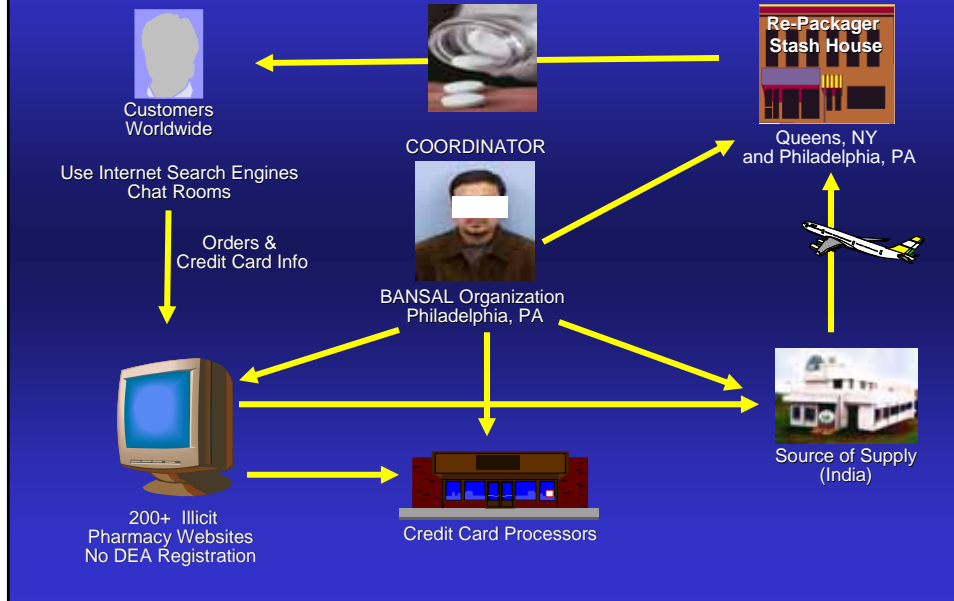 Re-Packager
Stash House
Customers
Worldwide
COORDINATOR
Queens, NY
and Philadelphia, PA
Use Internet Search Engines
Chat Rooms
Orders &
Credit Card Info
BANSAL Organization
Philadelphia, PA
Source of Supply
(India)
200+ Illicit
Pharmacy Websites
No DEA Registration
Credit Card Processors